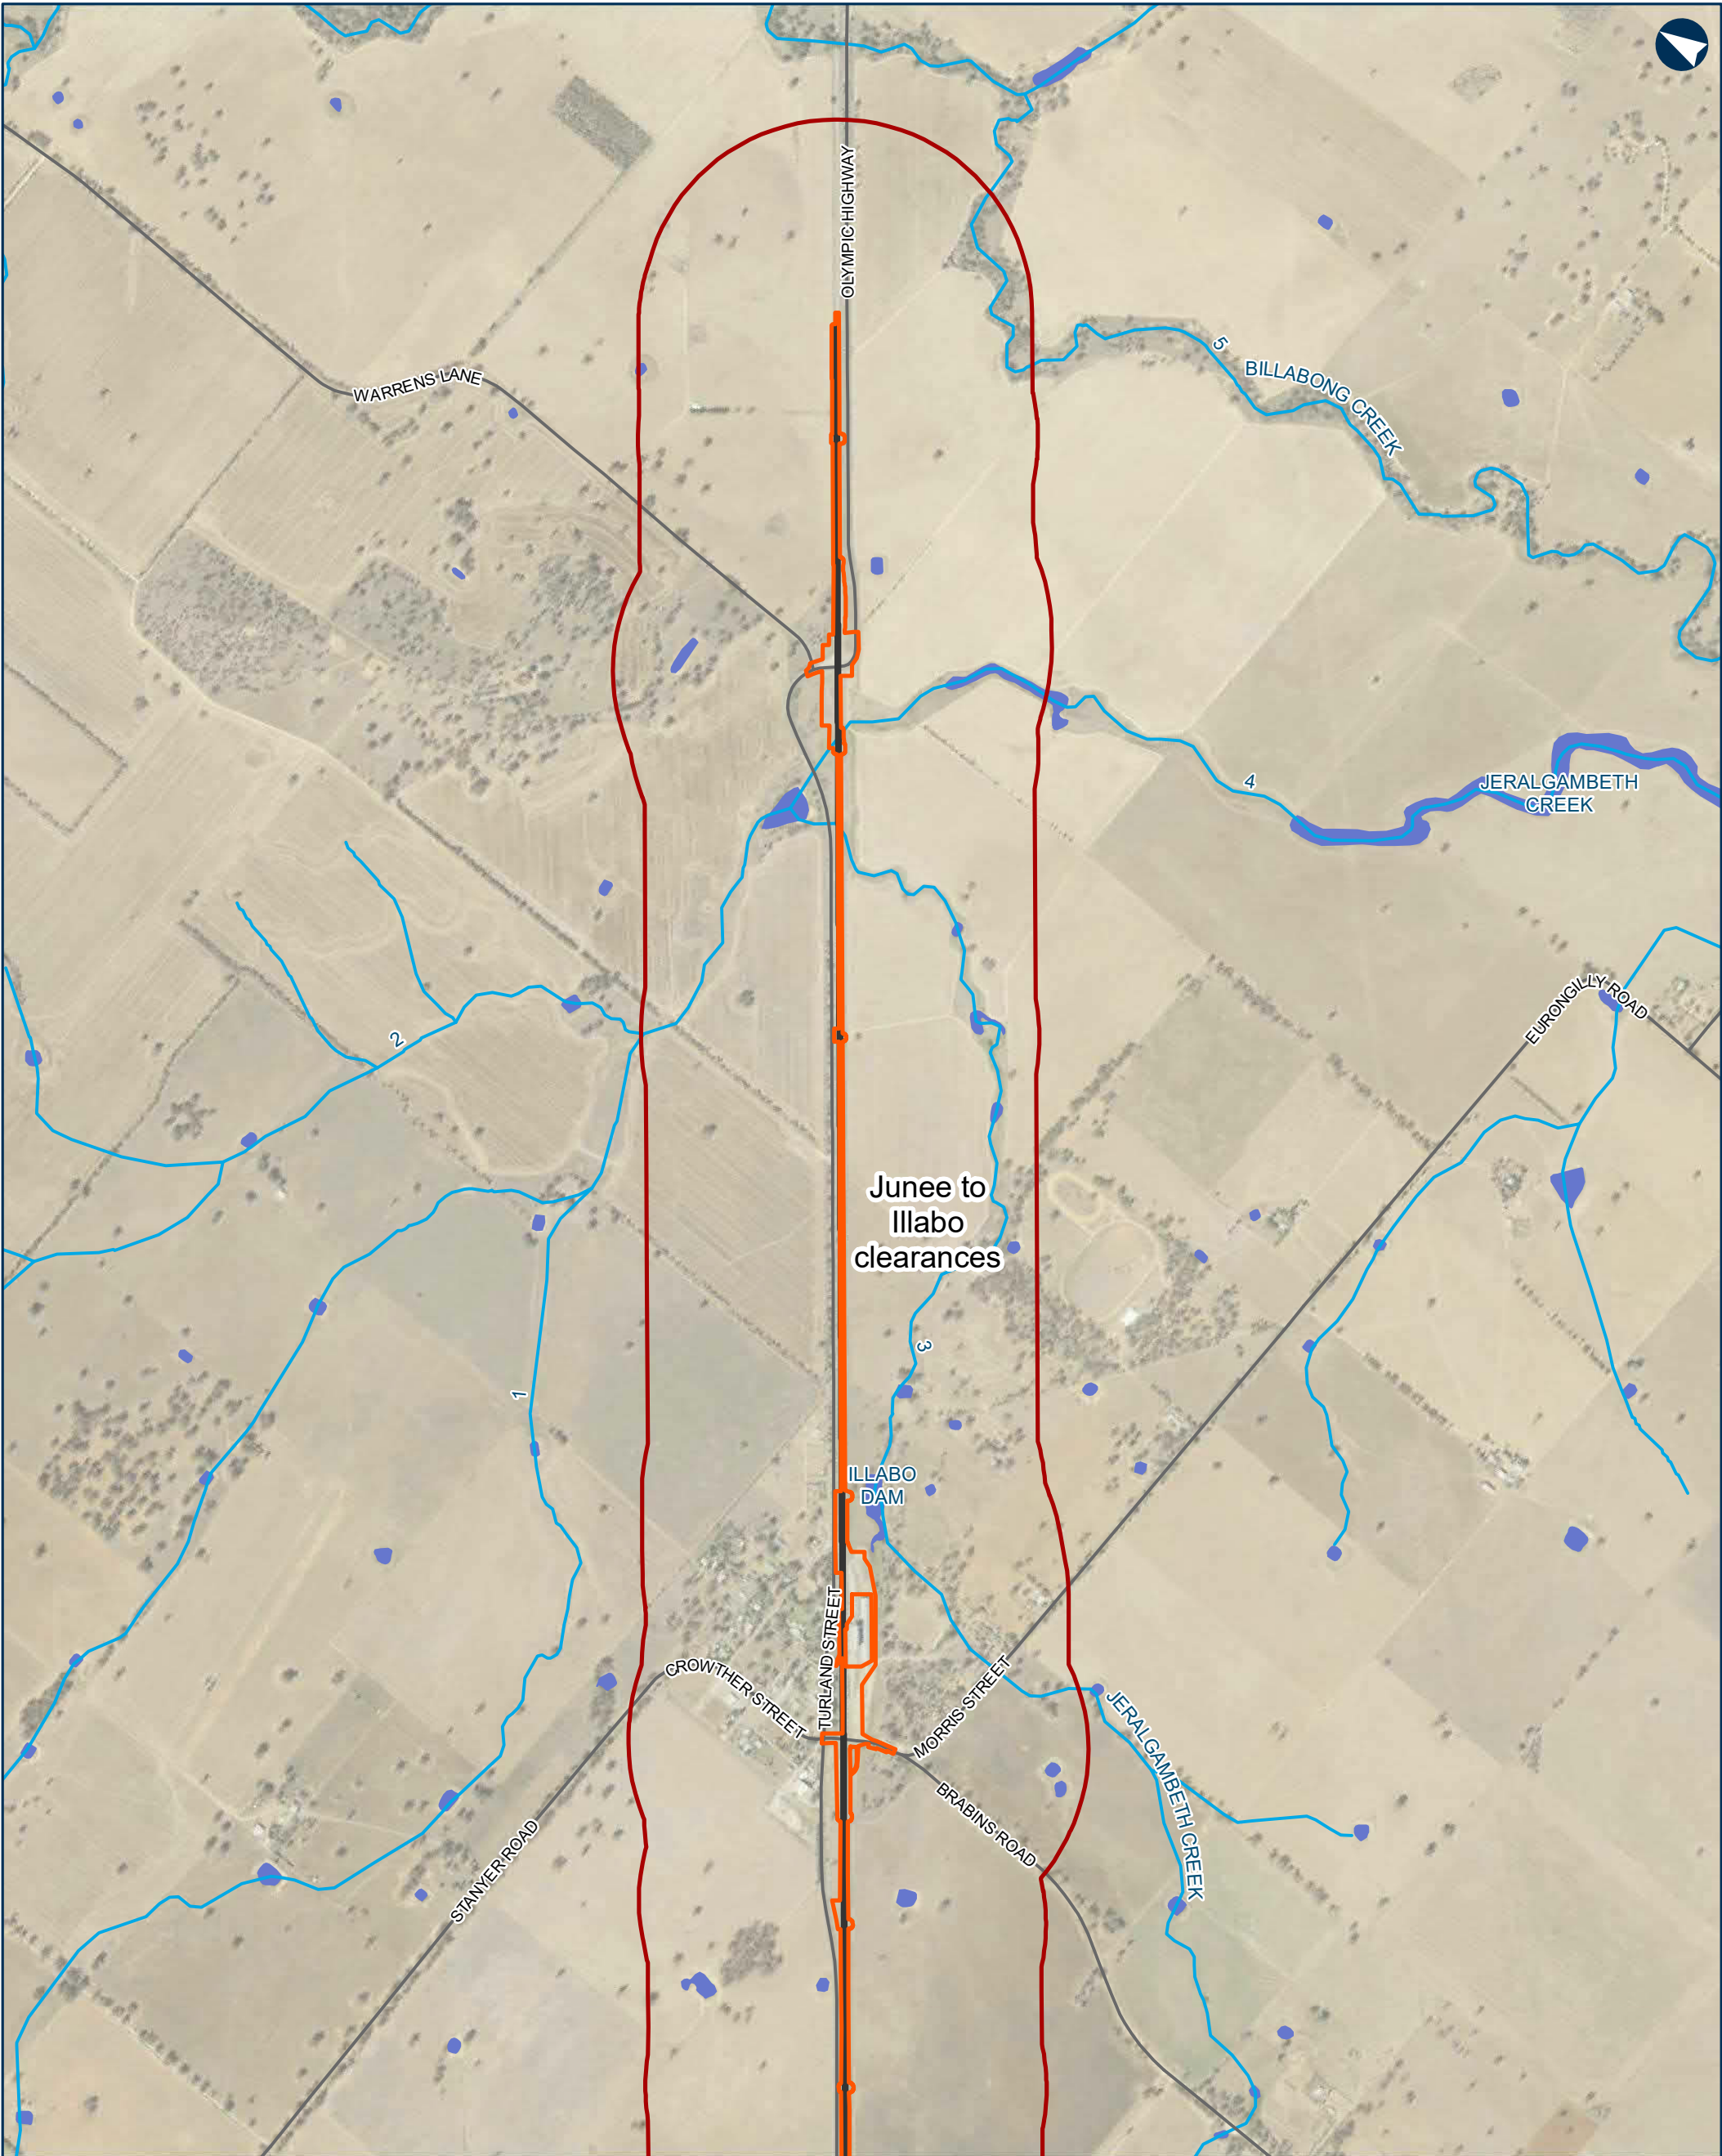 OLYMPIC HIGHWAY
WARRENS LANE
5
BILLABONG CREEK
4
JERALGAMBETH
CREEK
EURONGILLY ROAD
2
Junee to
Illabo
clearances
3
1
ILLABO
DAM
TURLAND STREET
CROWTHER STREET
MORRIS STREET
JERALGAMBETH CREEK
BRABINS ROAD
STANYER ROAD